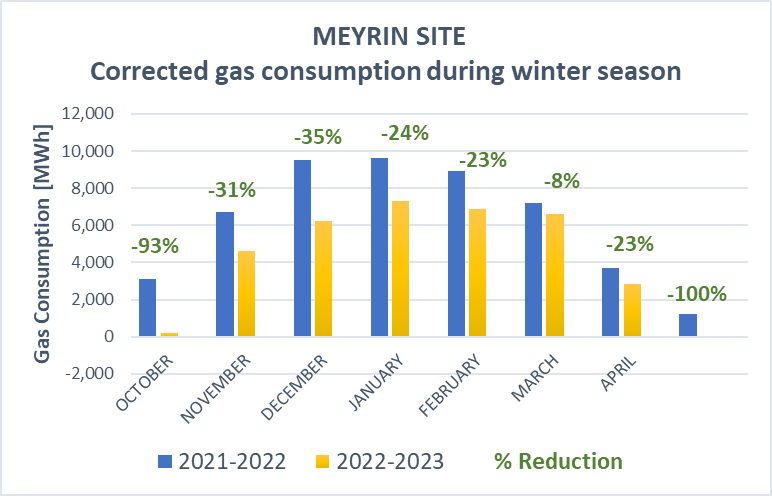 MEYRIN SITE
Corrected gas consumption during winter season
Gas Consumption [MWh]
12,000
10,000
8,000
6,000
4,000
2,000
0
-2,000
-93%
-31%
-35%
-24%
-23%
-8%
-23%
-100%
OCTOBER
NOVEMBER
DECEMBER
JANUARY
FEBRUARY
MARCH
APRIL
2021-2022 2022-2023 % Reduction